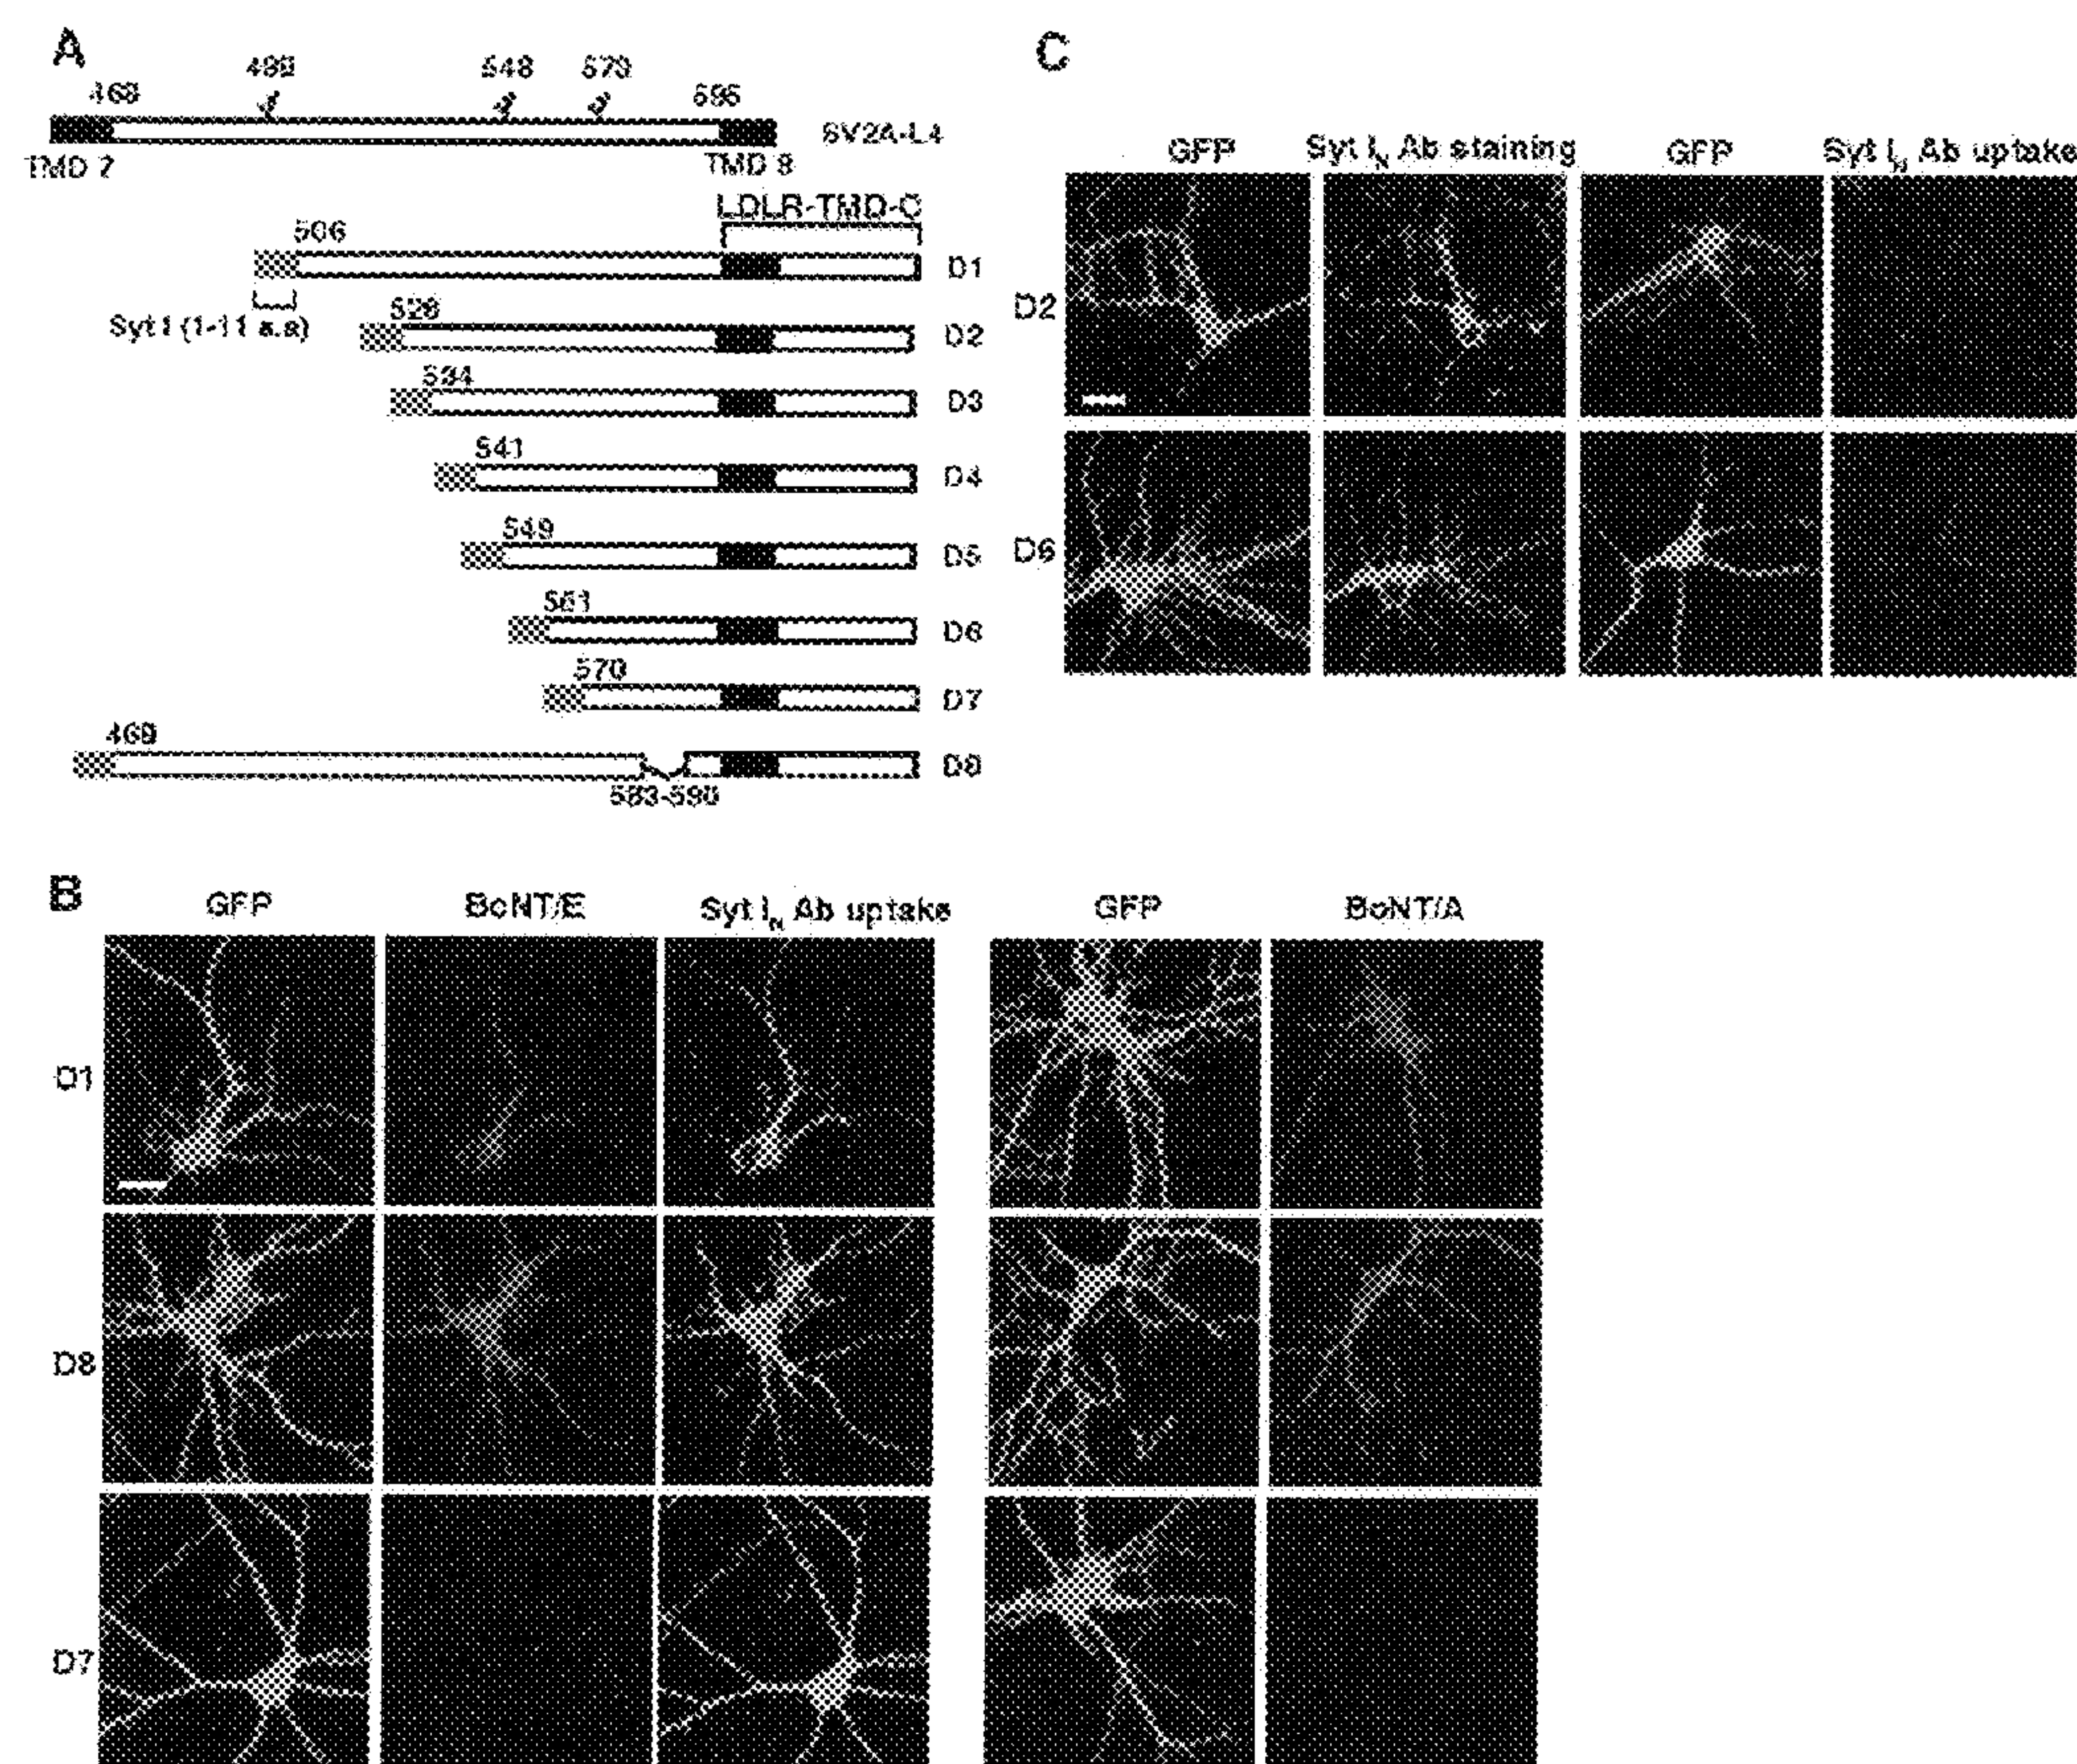 A
498 548 573
468 595
SV2A-L4
TMD 7 TMD 8
LDLR-TMD-C
506
D1
Syt I (1-11 a.a)
528
D2
534
D3
541
D4
549
D5
561
D6
570
D7
468
D8
583-590
C
GFP Syt IN Ab staining GFP Syt IN Ab uptake
D2
D6
B
GFP BoNT/E Syt IN Ab uptake GFP BoNT/A
D1
D8
D7